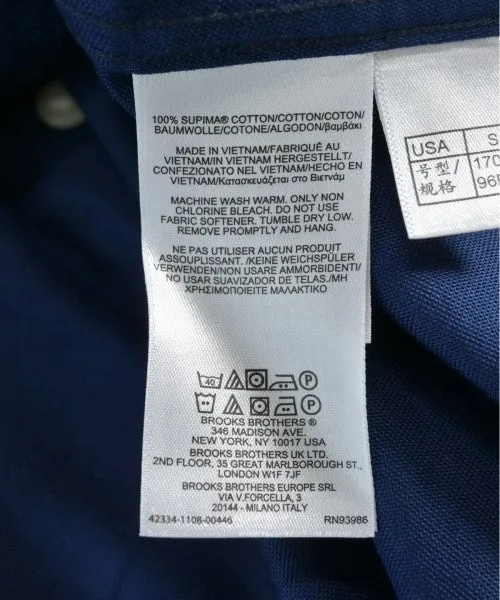 100% SUPIMA® COTTON/COTTON/COTON/
BAUMWOLLE/COTONE/ALGODON/βαμβάκι
MADE IN VIETNAM/FABRIQUÉ AU
VIETNAM/IN VIETNAM HERGESTELLT/
CONFEZIONATO NEL VIETNAM/HECHO EN
VIETNAM/Κατασκευάζεται στο Βιετνάμ
MACHINE WASH WARM. ONLY NON
CHLORINE BLEACH. DO NOT USE
FABRIC SOFTENER. TUMBLE DRY LOW.
REMOVE PROMPTLY AND HANG.
NE PAS UTILISER AUCUN PRODUIT
ASSOUPLISSANT. /KEINE WEICHSPÜLER
VERWENDEN/NON USARE AMMORBIDENTI/
NO USAR SUAVIZADOR DE TELAS./ΜΗ
ΧΡΗΣΙΜΟΠΟΙΕΙΤΕ ΜΑΛΑΚΤΙΚΟ
40 P
P
BROOKS BROTHERS ®
346 MADISON AVE.
NEW YORK, NY 10017 USA
BROOKS BROTHERS UK LTD.
2ND FLOOR, 35 GREAT MARLBOROUGH ST.,
LONDON W1F 7JF
BROOKS BROTHERS EUROPE SRL
VIA V.FORCELLA, 3
20144 - MILANO ITALY
42334-1108-00446 RN93986
USA S
号型/ 170
规格 96